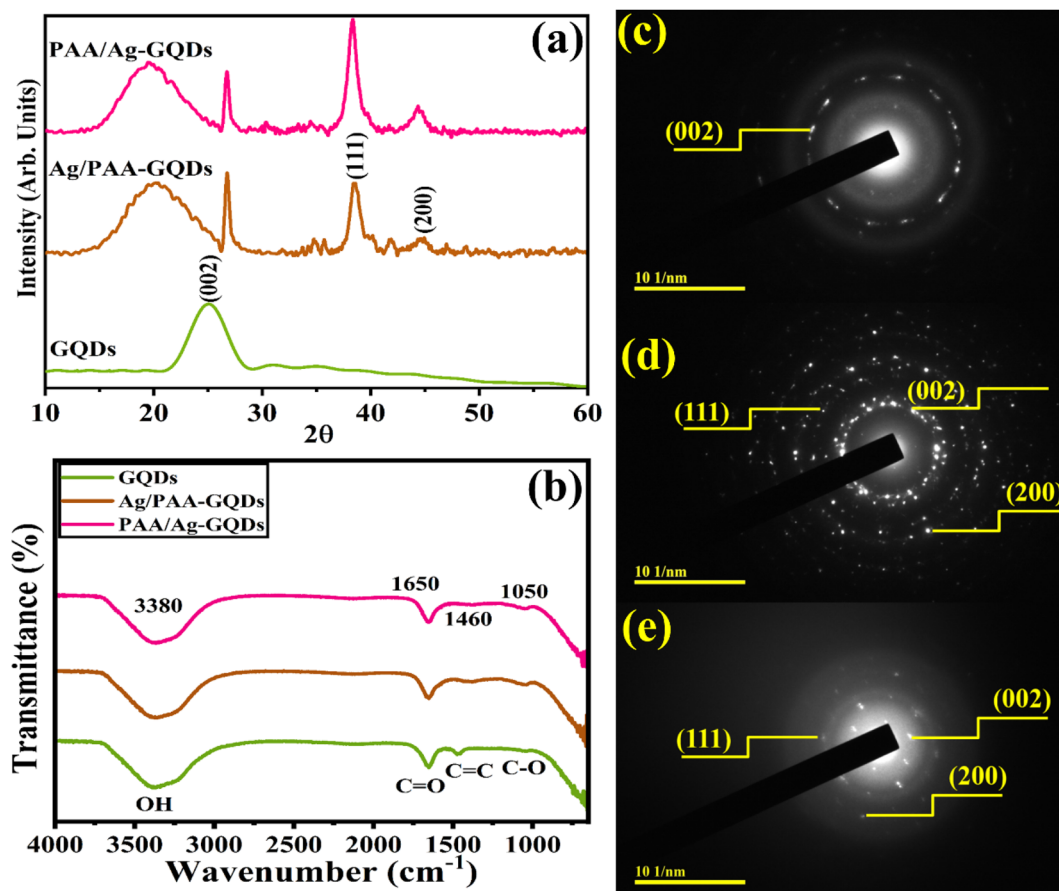 (a)
PAA/Ag-GQDs
Ag/PAA-GQDs
(111)
(200)
(002)
GQDs
Intensity (Arb. Units)
10 20 30 40 50 60
2θ
(b)
GQDs
Ag/PAA-GQDs
PAA/Ag-GQDs
3380
1650
1460
1050
OH
C=O
C=C
C-O
Transmittance (%)
4000 3500 3000 2500 2000 1500 1000
Wavenumber (cm⁻¹)
(c)
(002)
10 1/nm
(d)
(111)
(002)
(200)
10 1/nm
(e)
(111)
(002)
(200)
10 1/nm